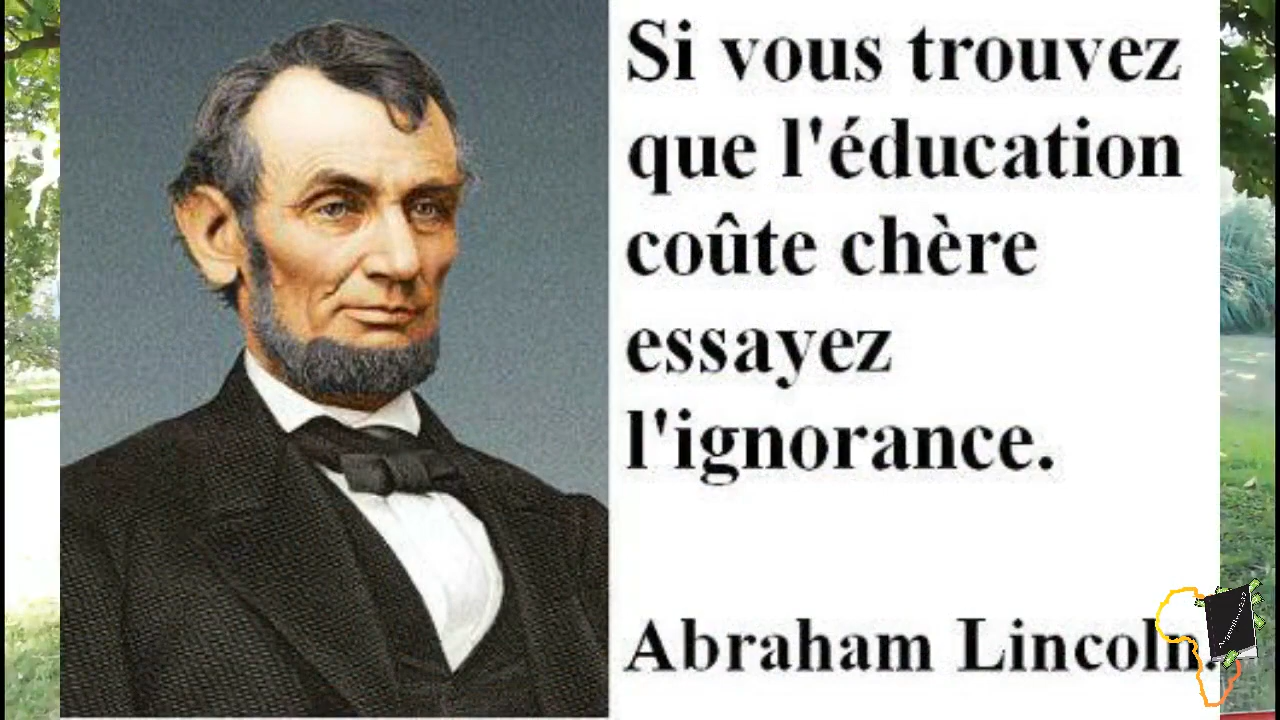 Si vous trouvez
que l'éducation
coûte chère
essayez
l'ignorance.
Abraham Lincoln.